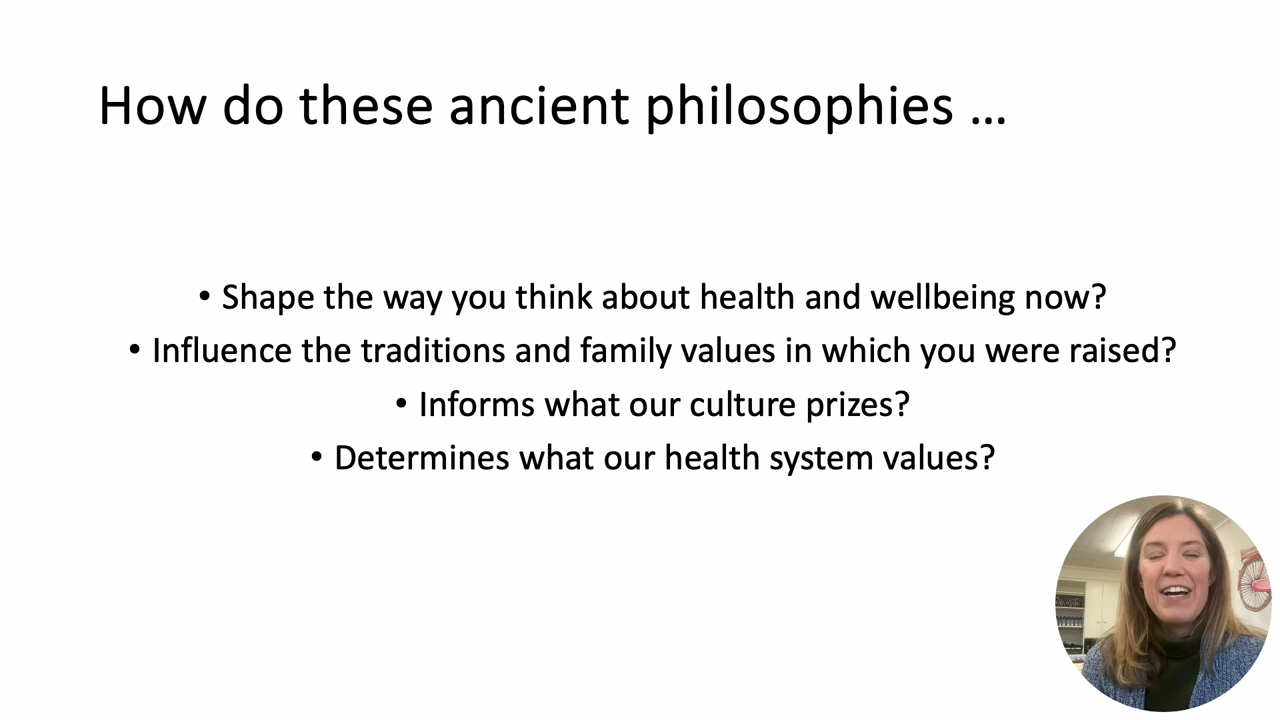 How do these ancient philosophies …
• Shape the way you think about health and wellbeing now?
• Influence the traditions and family values in which you were raised?
• Informs what our culture prizes?
• Determines what our health system values?